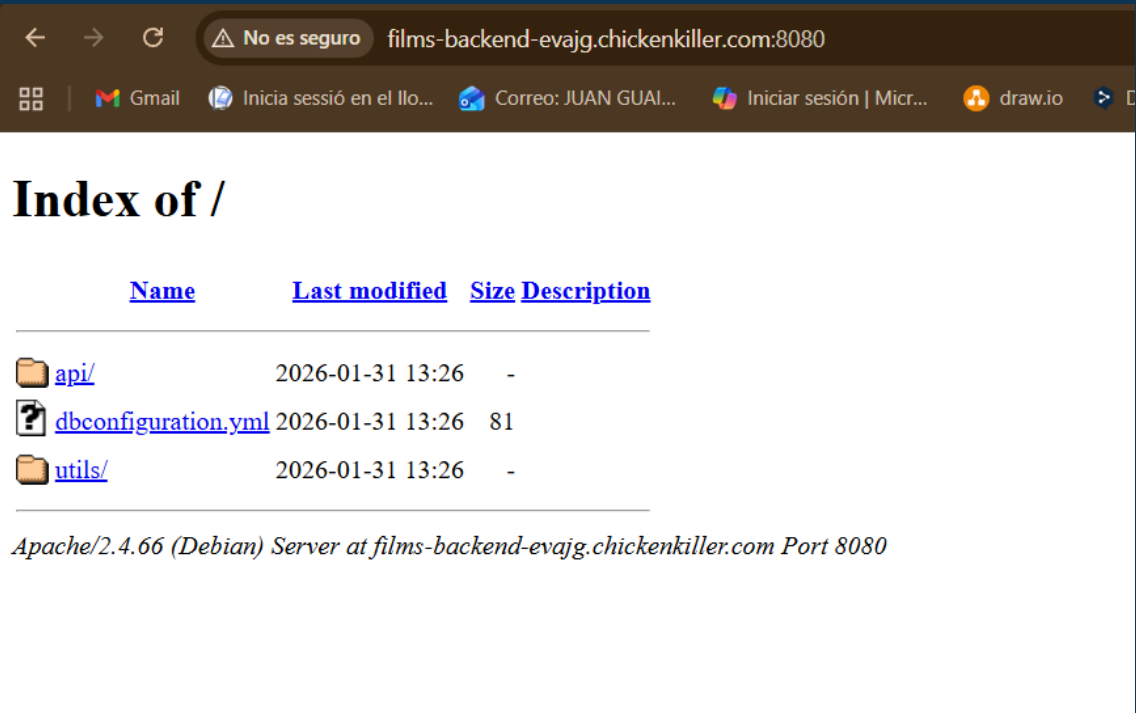 No es seguro films-backend-evajg.chickenkiller.com:8080
Gmail Inicia sessió en el llo... Correo: JUAN GUAI... Iniciar sesión | Micr... draw.io D
Index of /
Name Last modified Size Description
api/ 2026-01-31 13:26 -
dbconfiguration.yml 2026-01-31 13:26 81
utils/ 2026-01-31 13:26 -
Apache/2.4.66 (Debian) Server at films-backend-evajg.chickenkiller.com Port 8080